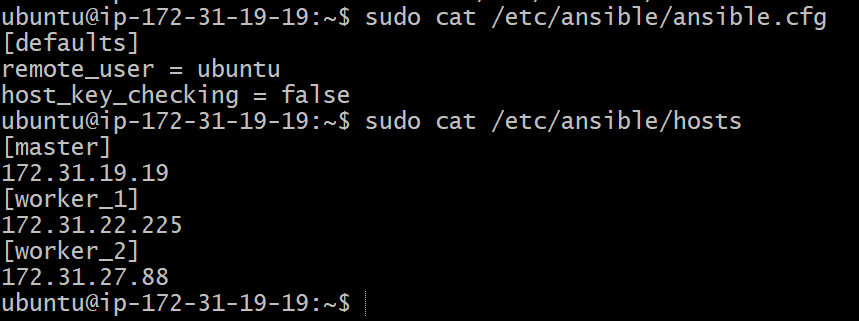 ubuntu@ip-172-31-19-19:~$ sudo cat /etc/ansible/ansible.cfg
[defaults]
remote_user = ubuntu
host_key_checking = false
ubuntu@ip-172-31-19-19:~$ sudo cat /etc/ansible/hosts
[master]
172.31.19.19
[worker_1]
172.31.22.225
[worker_2]
172.31.27.88
ubuntu@ip-172-31-19-19:~$